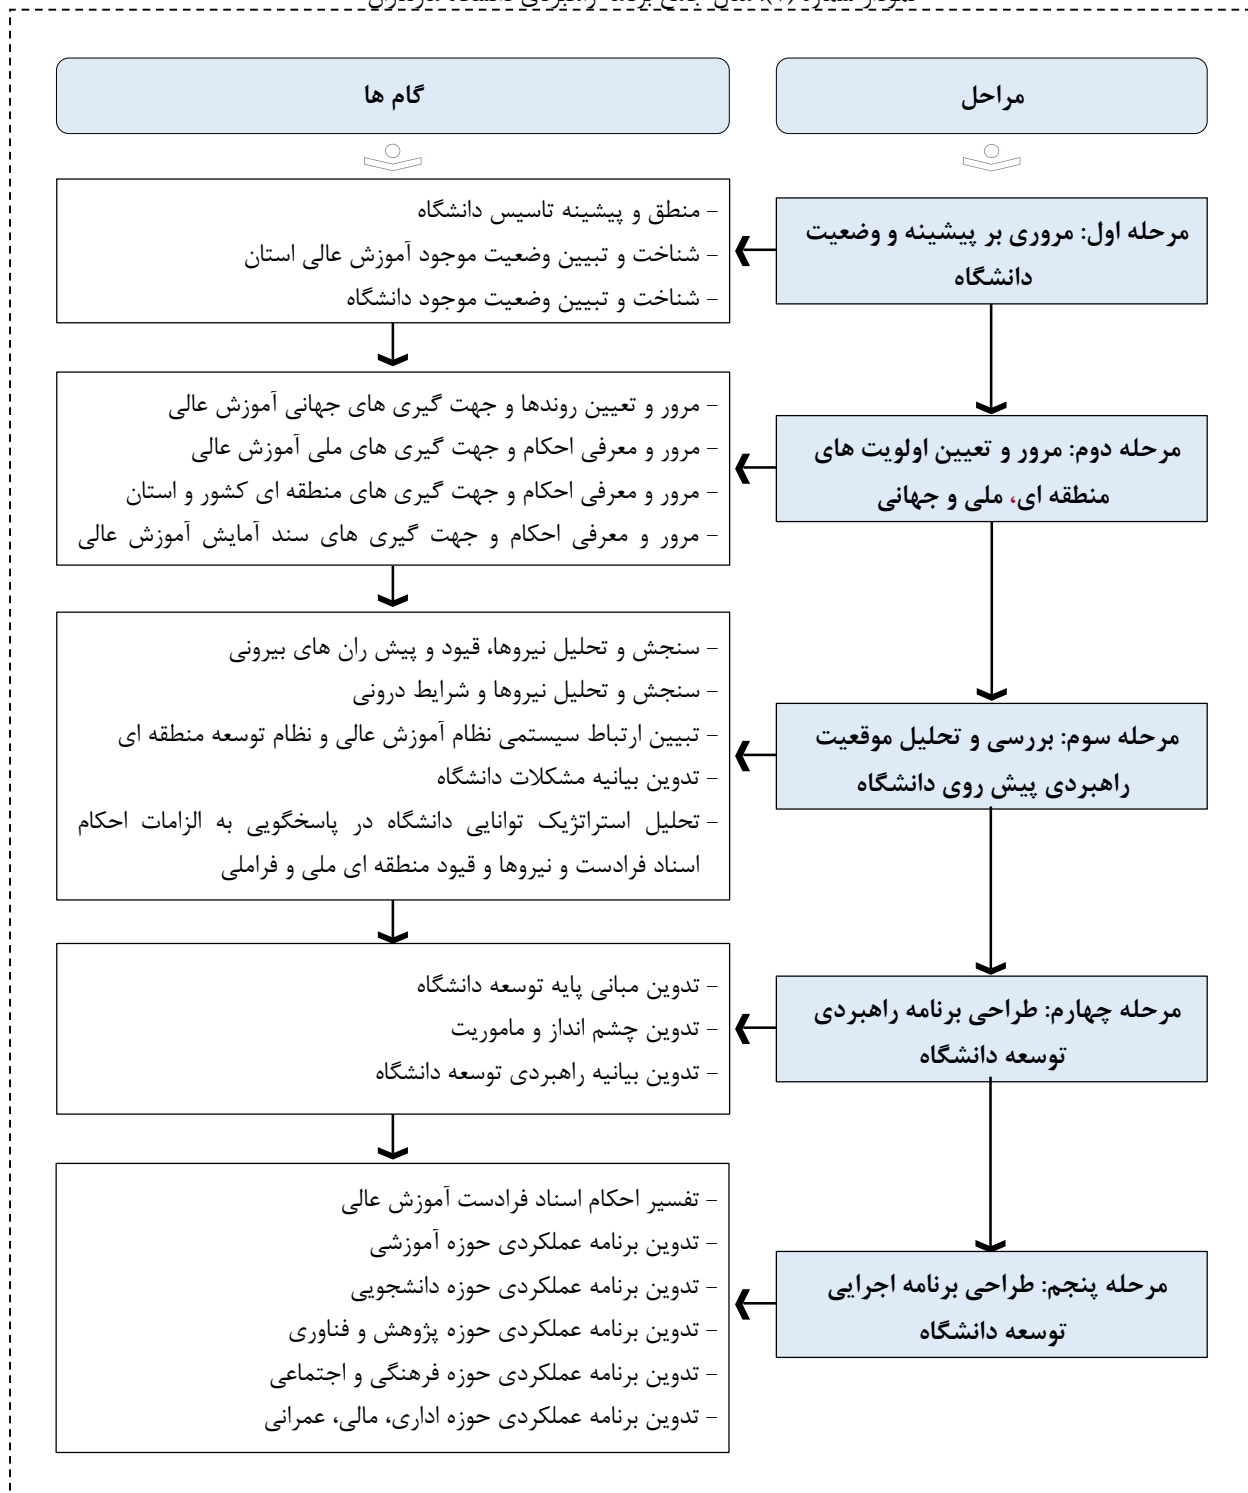 نمودار شماره (۱): مدل جامع برنامه راهبردی دانشگاه مازندران
مراحل
گام ها
مرحله اول: مروری بر پیشینه و وضعیت
دانشگاه
– منطق و پیشینه تاسیس دانشگاه
– شناخت و تبیین وضعیت موجود آموزش عالی استان
– شناخت و تبیین وضعیت موجود دانشگاه
مرحله دوم: مرور و تعیین اولویت های
منطقه ای، ملی و جهانی
– مرور و تعیین روندها و جهت گیری های جهانی آموزش عالی
– مرور و معرفی احکام و جهت گیری های ملی آموزش عالی
– مرور و معرفی احکام و جهت گیری های منطقه ای کشور و استان
– مرور و معرفی احکام و جهت گیری های سند آمایش آموزش عالی
مرحله سوم: بررسی و تحلیل موقعیت
راهبردی پیش روی دانشگاه
– سنجش و تحلیل نیروها، قیود و پیش ران های بیرونی
– سنجش و تحلیل نیروها و شرایط درونی
– تبیین ارتباط سیستمی نظام آموزش عالی و نظام توسعه منطقه ای
– تدوین بیانیه مشکلات دانشگاه
– تحلیل استراتژیک توانایی دانشگاه در پاسخگویی به الزامات احکام
اسناد فرادست و نیروها و قیود منطقه ای ملی و فراملی
مرحله چهارم: طراحی برنامه راهبردی
توسعه دانشگاه
– تدوین مبانی پایه توسعه دانشگاه
– تدوین چشم انداز و ماموریت
– تدوین بیانیه راهبردی توسعه دانشگاه
مرحله پنجم: طراحی برنامه اجرایی
توسعه دانشگاه
– تفسیر احکام اسناد فرادست آموزش عالی
– تدوین برنامه عملکردی حوزه آموزشی
– تدوین برنامه عملکردی حوزه دانشجویی
– تدوین برنامه عملکردی حوزه پژوهش و فناوری
– تدوین برنامه عملکردی حوزه فرهنگی و اجتماعی
– تدوین برنامه عملکردی حوزه اداری، مالی، عمرانی